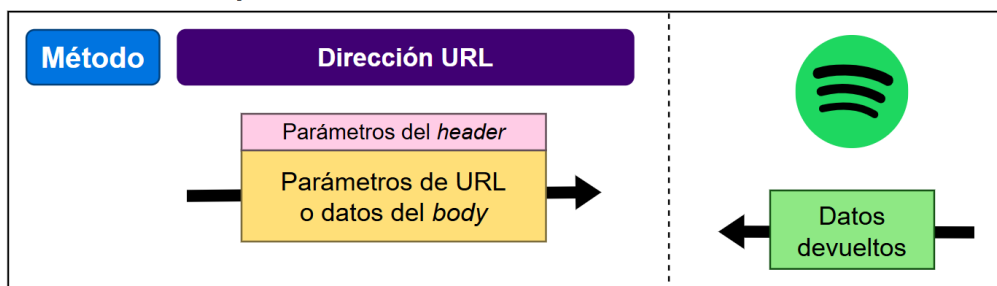 Método
Dirección URL
Parámetros del header
Parámetros de URL
o datos del body
Datos
devueltos